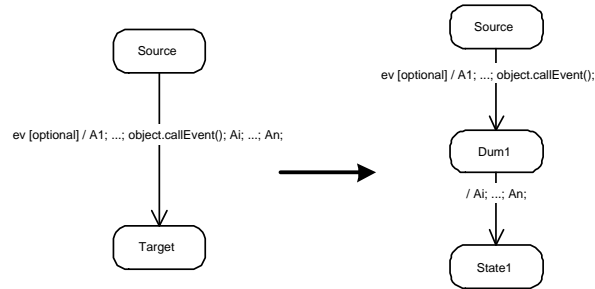 Source
ev [optional] / A1; ...; object.callEvent(); Ai; ...; An;
Target
Source
ev [optional] / A1; ...; object.callEvent();
Dum1
/ Ai; ...; An;
State1